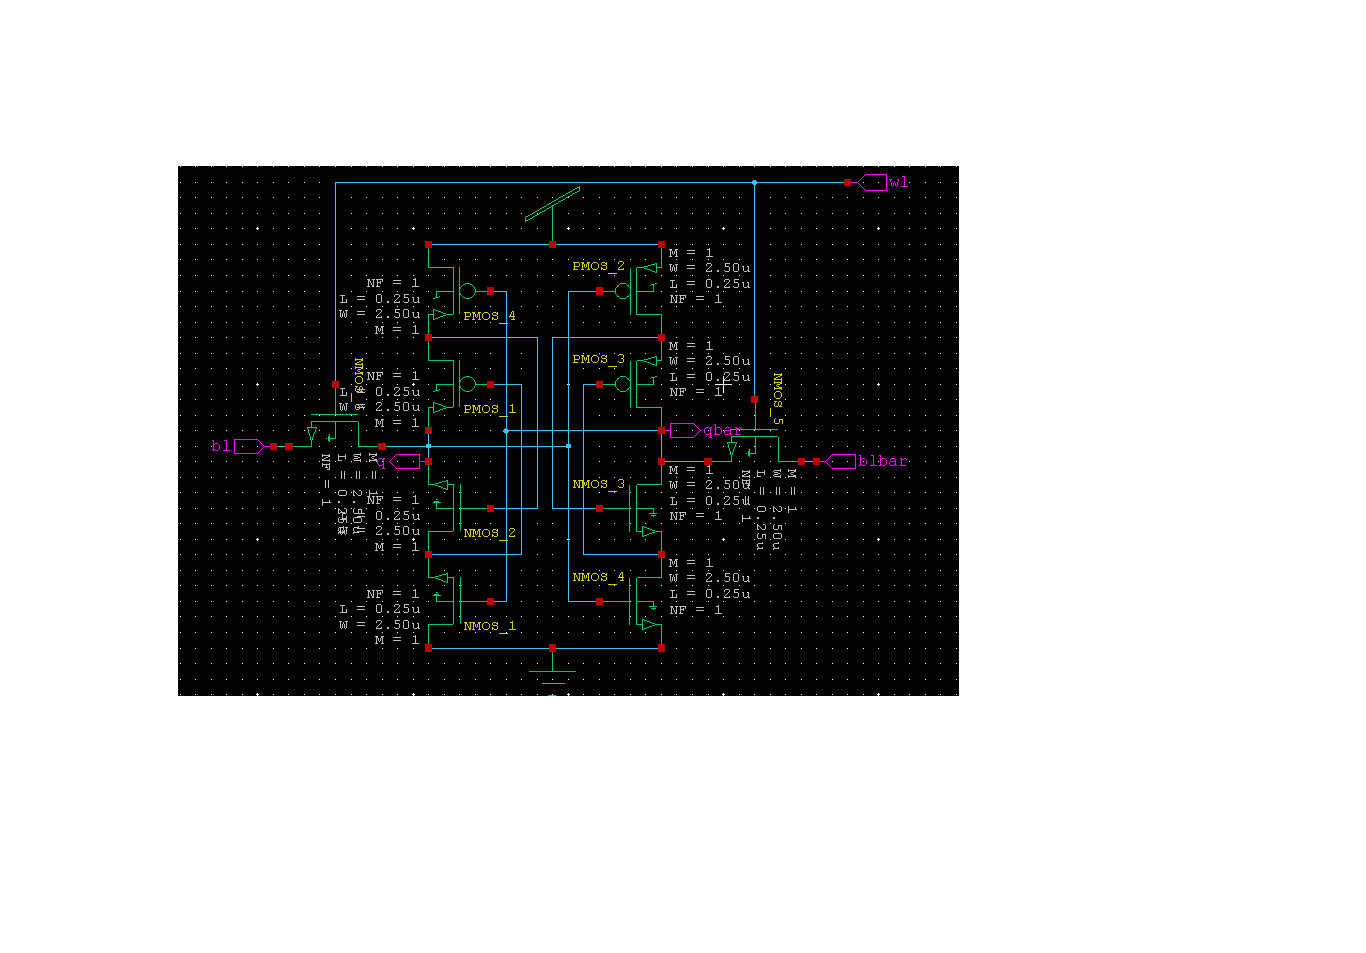 wl
PMOS_2
M = 1
W = 2.50u
L = 0.25u
NF = 1
NF = 1
L = 0.25u
W = 2.50u
M = 1
PMOS_4
PMOS_3
M = 1
W = 2.50u
L = 0.25u
NF = 1
NF = 1
L = 0.25u
W = 2.50u
M = 1
PMOS_1
NMOS_5
bl
q
qbar
blbar
M = 1
W = 2.50u
L = 0.25u
NF = 1
NMOS_3
M = 1
W = 2.50u
L = 0.25u
NF = 1
M = 1
W = 2.50u
L = 0.25u
NF = 1
NF = 1
0.25u
2.50u
M = 1
NMOS_2
NMOS_4
M = 1
W = 2.50u
L = 0.25u
NF = 1
NF = 1
L = 0.25u
W = 2.50u
M = 1
NMOS_1